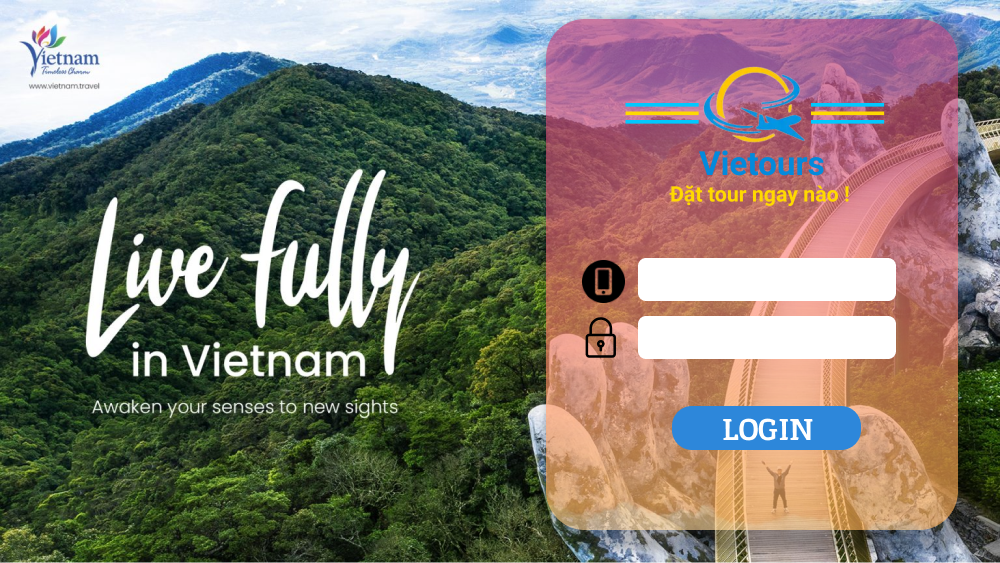 Vietnam
Timeless Charm
www.vietnam.travel
Live fully
in Vietnam
Awaken your senses to new sights
Vietours
Đặt tour ngay nào !
LOGIN